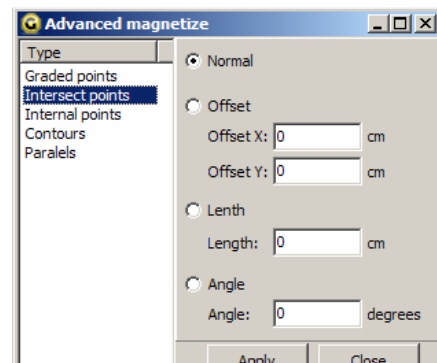 Advanced magnetize
Type
Graded points
Intersect points
Internal points
Contours
Paralels
Normal
Offset
Offset X: 0 cm
Offset Y: 0 cm
Lenth
Length: 0 cm
Angle
Angle: 0 degrees
Apply Close